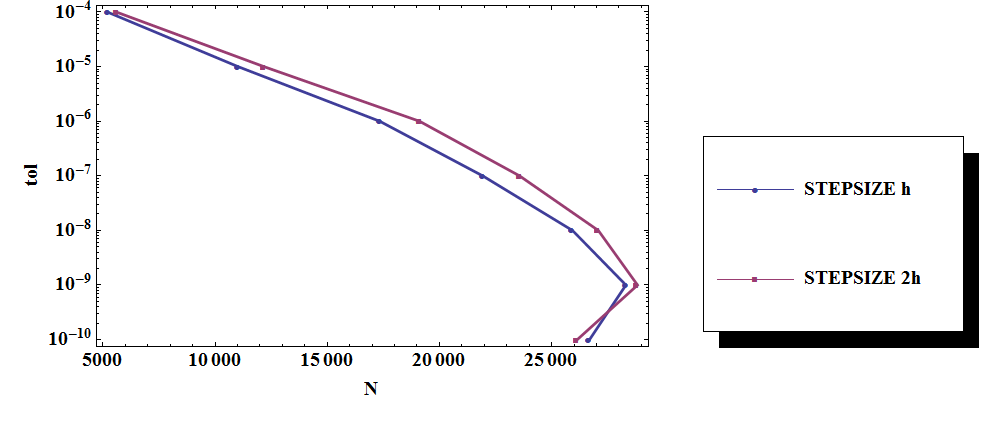 10⁻⁴
10⁻⁵
10⁻⁶
10⁻⁷
10⁻⁸
10⁻⁹
10⁻¹⁰
tol
5000 10 000 15 000 20 000 25 000
N
STEPSIZE h
STEPSIZE 2h